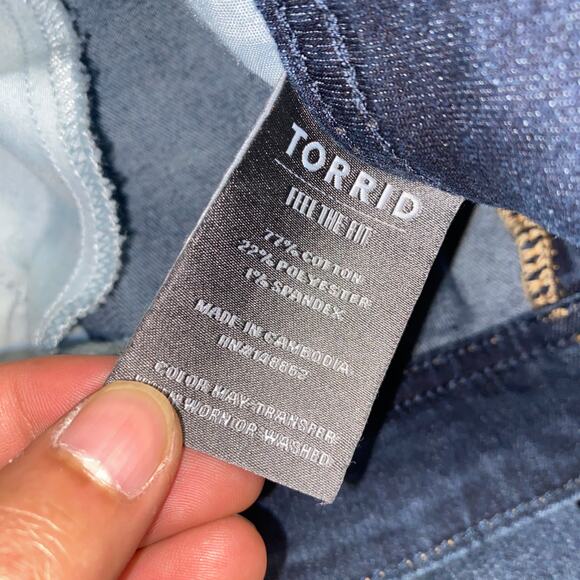 TORRID
FEEL THE FIT
77% COTTON
22% POLYESTER
1% SPANDEX
MADE IN CAMBODIA
COLOR MAY TRANSFER
WHEN WORN OR WASHED